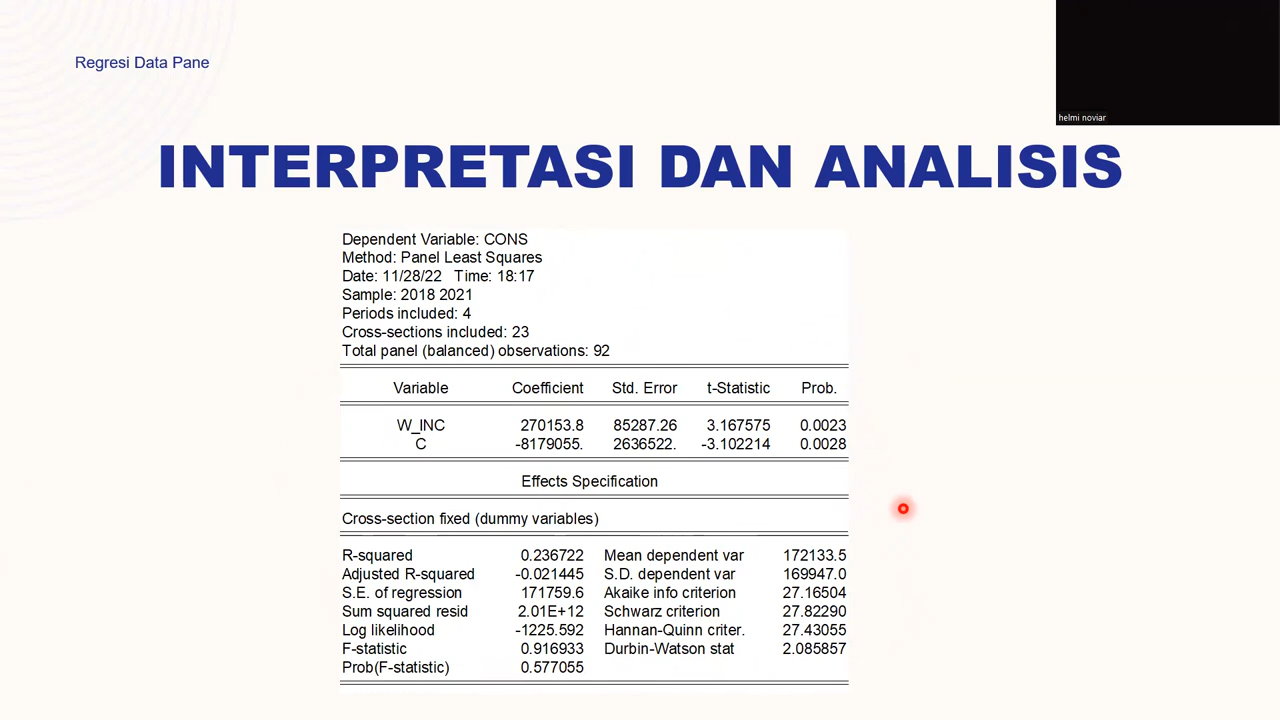 Regresi Data Pane
helmi noviar
INTERPRETASI DAN ANALISIS
Dependent Variable: CONS
Method: Panel Least Squares
Date: 11/28/22 Time: 18:17
Sample: 2018 2021
Periods included: 4
Cross-sections included: 23
Total panel (balanced) observations: 92
Variable Coefficient Std. Error t-Statistic Prob.
W_INC 270153.8 85287.26 3.167575 0.0023
C -8179055. 2636522. -3.102214 0.0028
Effects Specification
Cross-section fixed (dummy variables)
R-squared 0.236722 Mean dependent var 172133.5
Adjusted R-squared -0.021445 S.D. dependent var 169947.0
S.E. of regression 171759.6 Akaike info criterion 27.16504
Sum squared resid 2.01E+12 Schwarz criterion 27.82290
Log likelihood -1225.592 Hannan-Quinn criter. 27.43055
F-statistic 0.916933 Durbin-Watson stat 2.085857
Prob(F-statistic) 0.577055